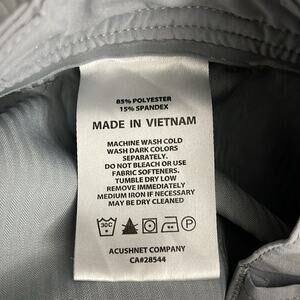 85% POLYESTER
15% SPANDEX
MADE IN VIETNAM
MACHINE WASH COLD
WASH DARK COLORS
SEPARATELY.
DO NOT BLEACH OR USE
FABRIC SOFTENERS.
TUMBLE DRY LOW
REMOVE IMMEDIATELY
MEDIUM IRON IF NECESSARY
MAY BE DRY CLEANED
30C P
ACUSHNET COMPANY
CA#28544